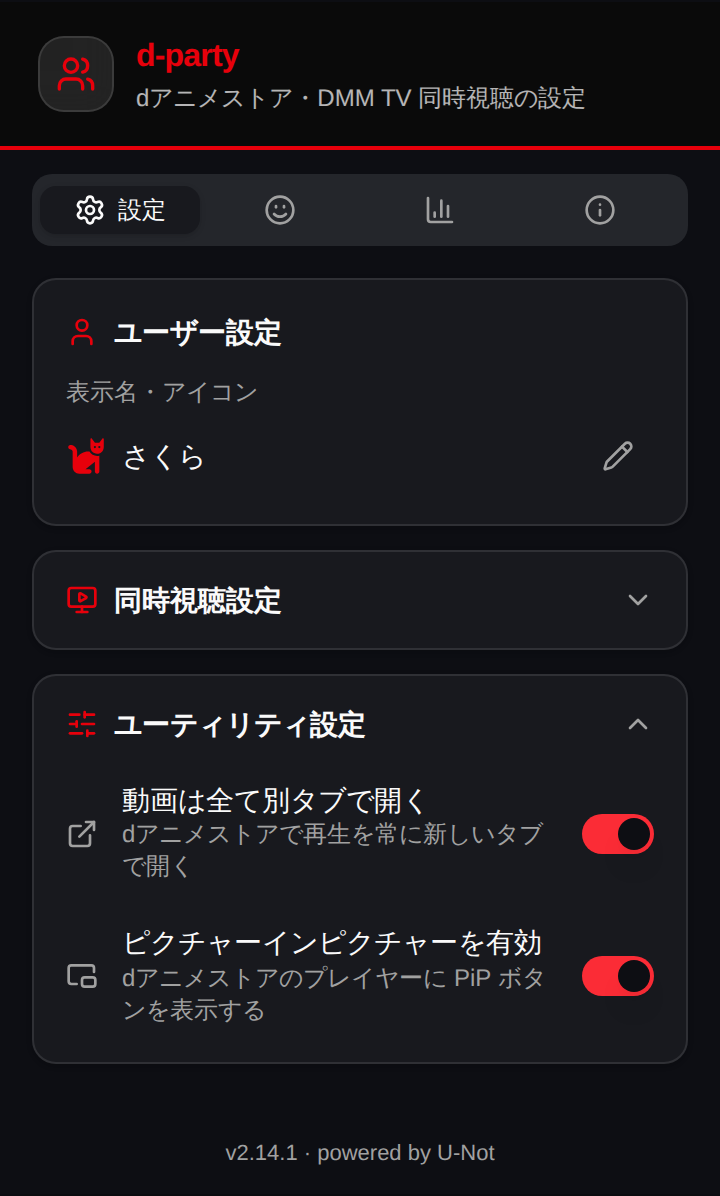 d-party
dアニメストア・DMM TV 同時視聴の設定
設定
ユーザー設定
表示名・アイコン
さくら
同時視聴設定
ユーティリティ設定
動画は全て別タブで開く
dアニメストアで再生を常に新しいタブ
で開く
ピクチャーインピクチャーを有効
dアニメストアのプレイヤーに PiP ボタ
ンを表示する
v2.14.1 · powered by U-Not